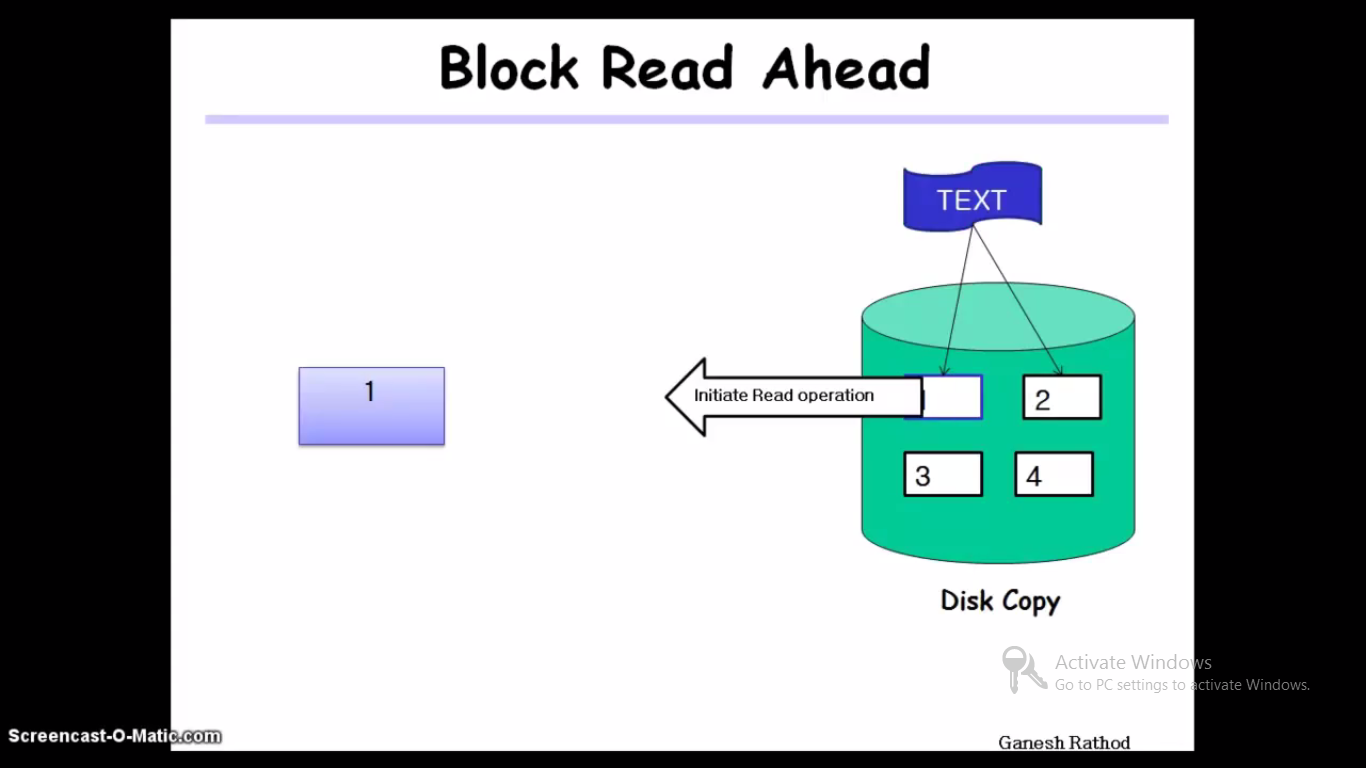 Block Read Ahead
TEXT
1
Initiate Read operation
2
3
4
Disk Copy
Activate Windows
Go to PC settings to activate Windows.
Screencast-O-Matic.com
Ganesh Rathod